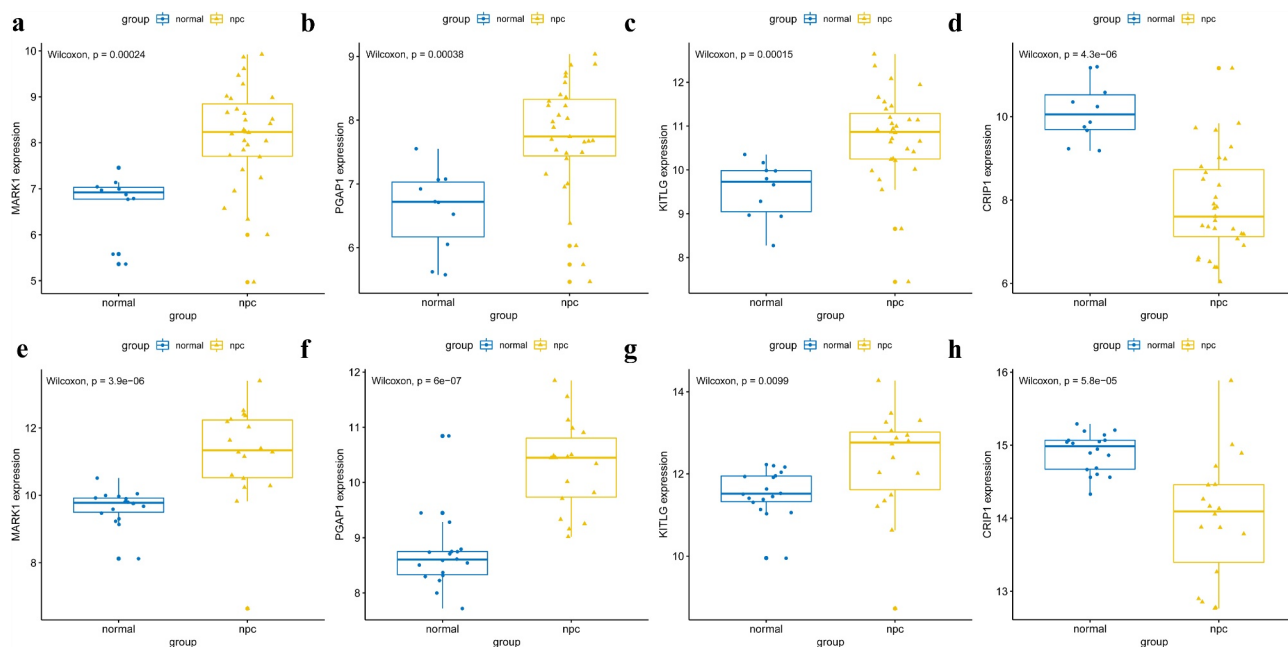 a
group normal npc
Wilcoxon, p = 0.00024
MARK1 expression
10
9
8
7
6
5
normal npc
group
b
group normal npc
Wilcoxon, p = 0.00038
PGAP1 expression
9
8
7
6
normal npc
group
c
group normal npc
Wilcoxon, p = 0.00015
KITLG expression
12
11
10
9
8
normal npc
group
d
group normal npc
Wilcoxon, p = 4.3e−06
CRIP1 expression
10
8
6
normal npc
group
e
group normal npc
Wilcoxon, p = 3.9e−06
MARK1 expression
12
10
8
normal npc
group
f
group normal npc
Wilcoxon, p = 6e−07
PGAP1 expression
12
11
10
9
8
normal npc
group
g
group normal npc
Wilcoxon, p = 0.0099
KITLG expression
14
12
10
normal npc
group
h
group normal npc
Wilcoxon, p = 5.8e−05
CRIP1 expression
16
15
14
13
normal npc
group